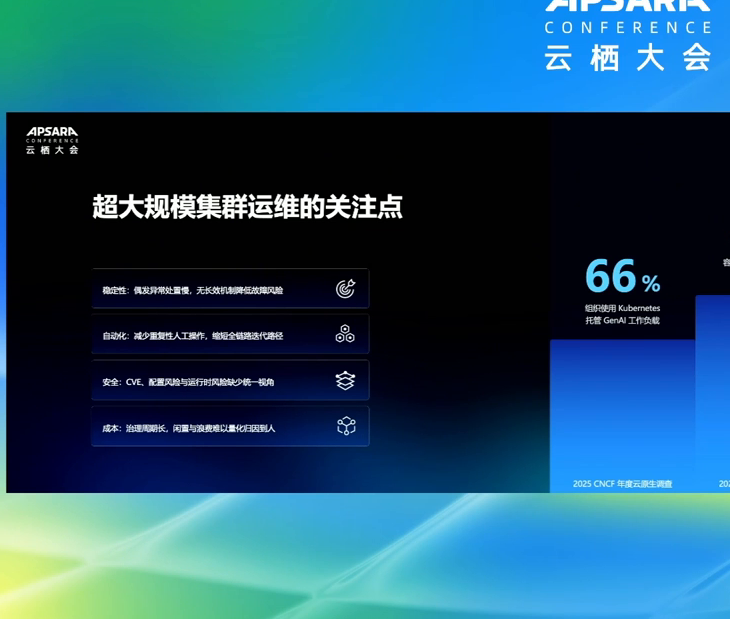 APSARA
CONFERENCE
云栖大会
APSARA
CONFERENCE
云栖大会
超大规模集群运维的关注点
稳定性：偶发异常处置慢，无长效机制降低故障风险
自动化：减少重复性人工操作，缩短全链路迭代路径
安全：CVE、配置风险与运行时风险缺少统一视角
成本：治理周期长，闲置与浪费难以量化归因到人
66%
组织使用 Kubernetes
托管 GenAI 工作负载
2025 CNCF 年度云原生调查
容
202